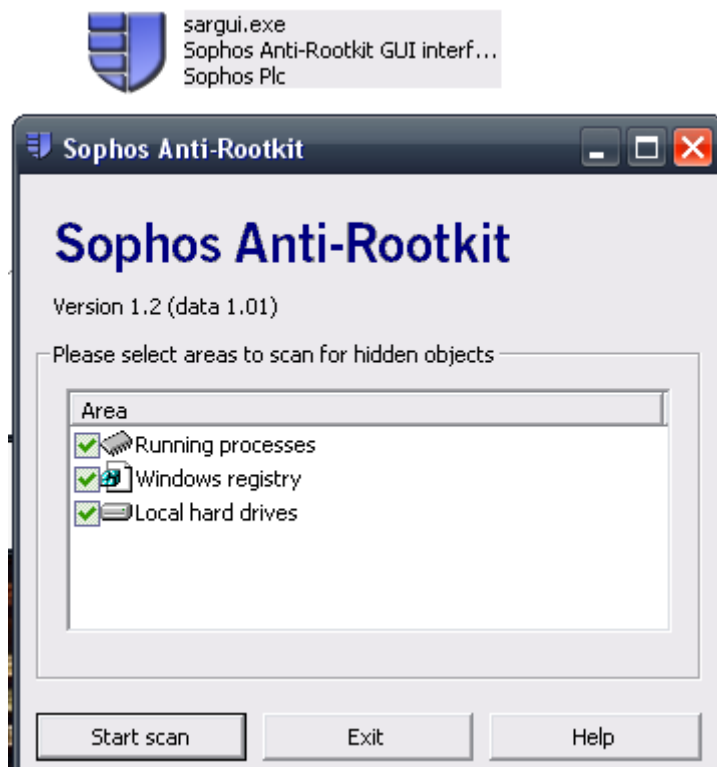 sargui.exe
Sophos Anti-Rootkit GUI interf...
Sophos Plc
Sophos Anti-Rootkit
Sophos Anti-Rootkit
Version 1.2 (data 1.01)
Please select areas to scan for hidden objects
Area
Running processes
Windows registry
Local hard drives
Start scan Exit Help